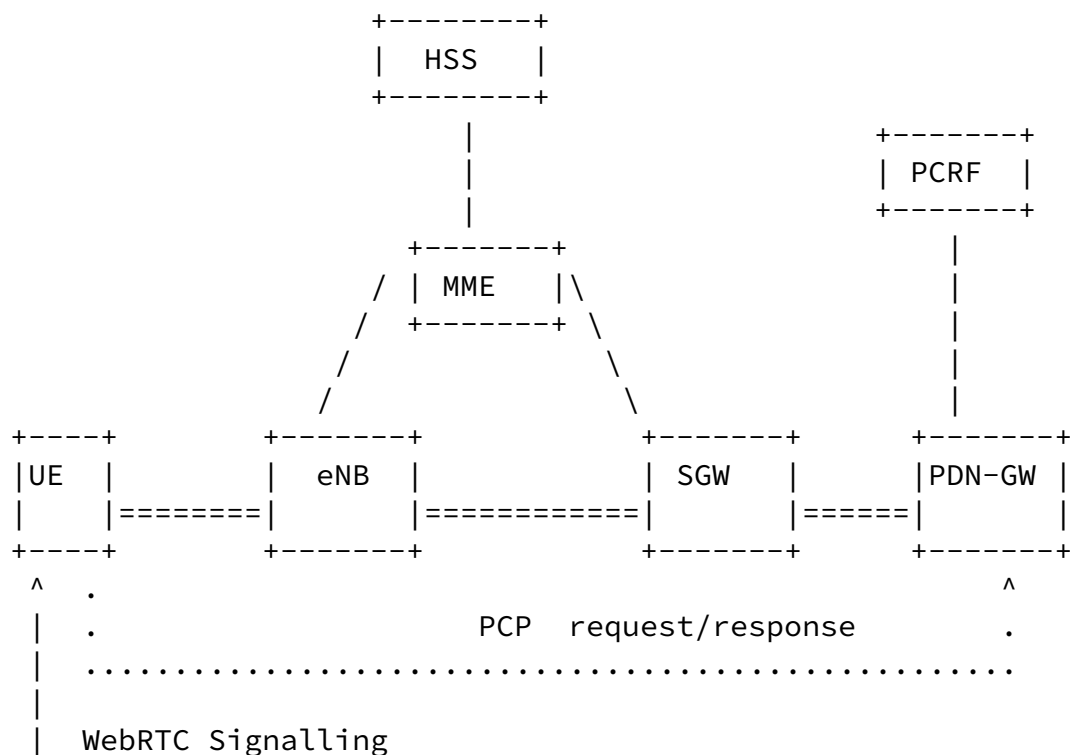 HSS
PCRF
MME
UE eNB SGW PDN-GW
PCP request/response
WebRTC Signalling